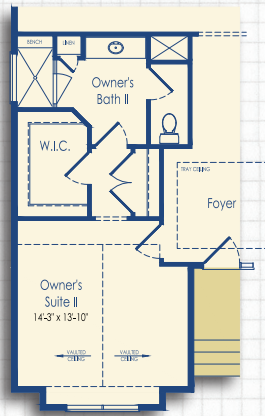 BENCH
LINEN
Owner's
Bath II
W.I.C.
TRAY CEILING
Foyer
Owner's
Suite II
14'-3" x 13'-10"
VAULTED
CEILING
VAULTED
CEILING